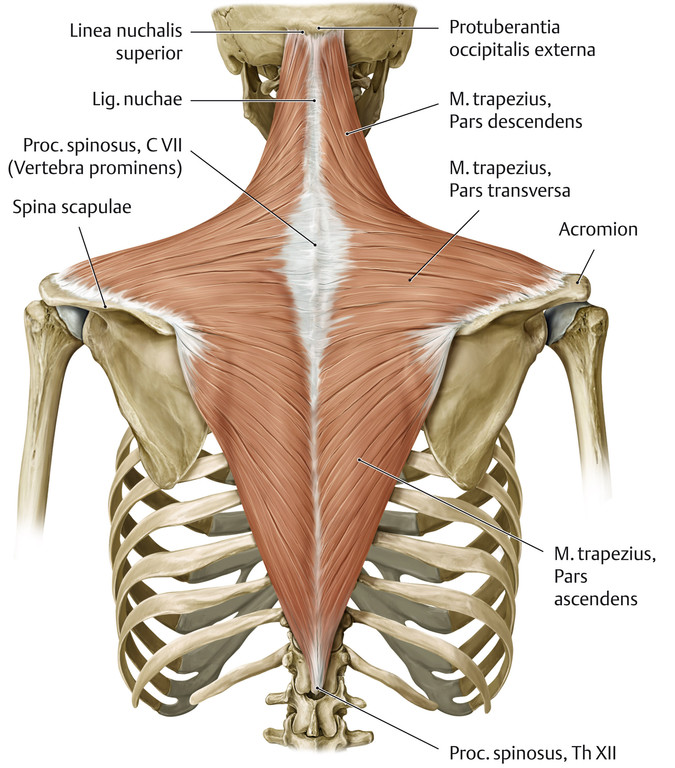 Linea nuchalis
superior
Protuberantia
occipitalis externa
Lig. nuchae
M. trapezius,
Pars descendens
Proc. spinosus, C VII
(Vertebra prominens)
M. trapezius,
Pars transversa
Spina scapulae
Acromion
M. trapezius,
Pars
ascendens
Proc. spinosus, Th XII